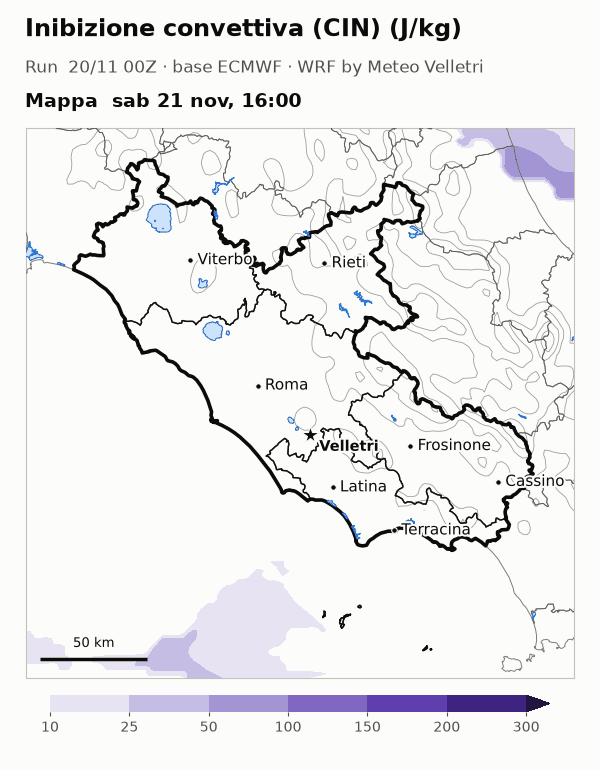 Inibizione convettiva (CIN) (J/kg)
Run  20/11 00Z · base ECMWF · WRF by Meteo Velletri
Mappa  sab 21 nov, 16:00
Viterbo
Rieti
Roma
Velletri
Frosinone
Latina
Cassino
Terracina
50 km
10 25 50 100 150 200 300